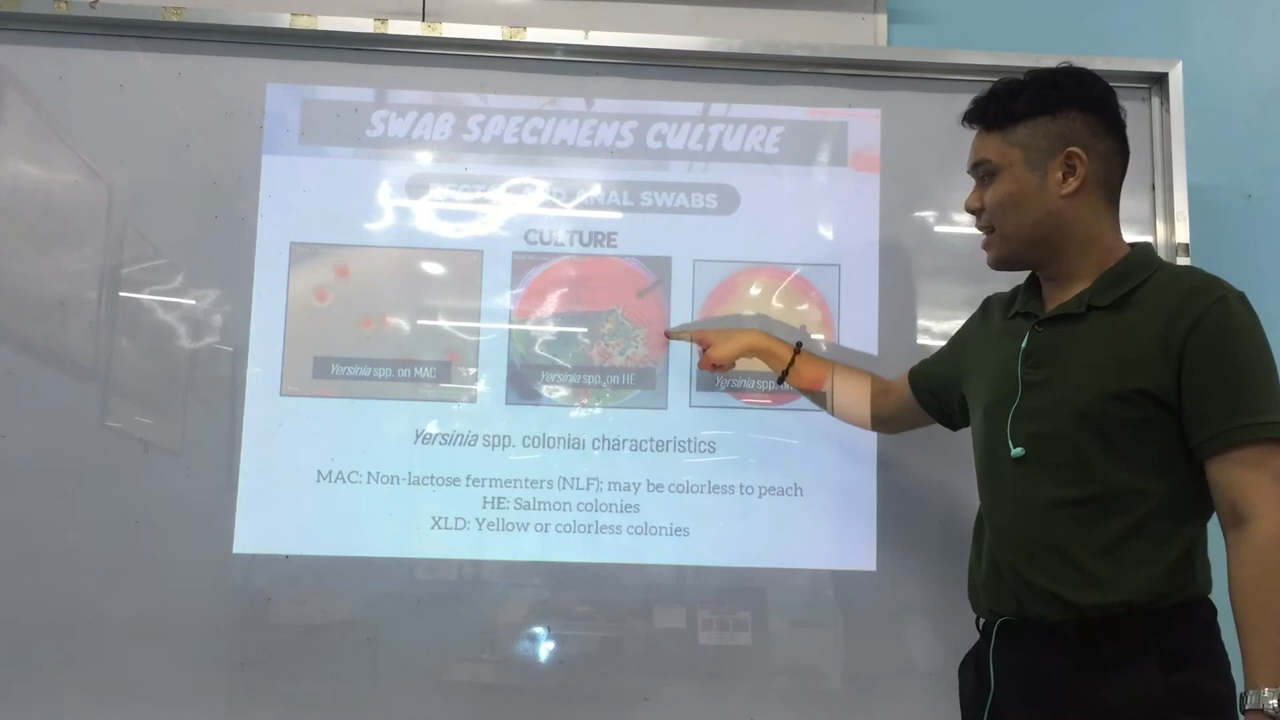 SWAB SPECIMENS CULTURE
ANAL SWABS
CULTURE
Yersinia spp. on MAC
Yersinia spp. on HE
Yersinia spp.
Yersinia spp. colonial characteristics
MAC: Non-lactose fermenters (NLF); may be colorless to peach
HE: Salmon colonies
XLD: Yellow or colorless colonies